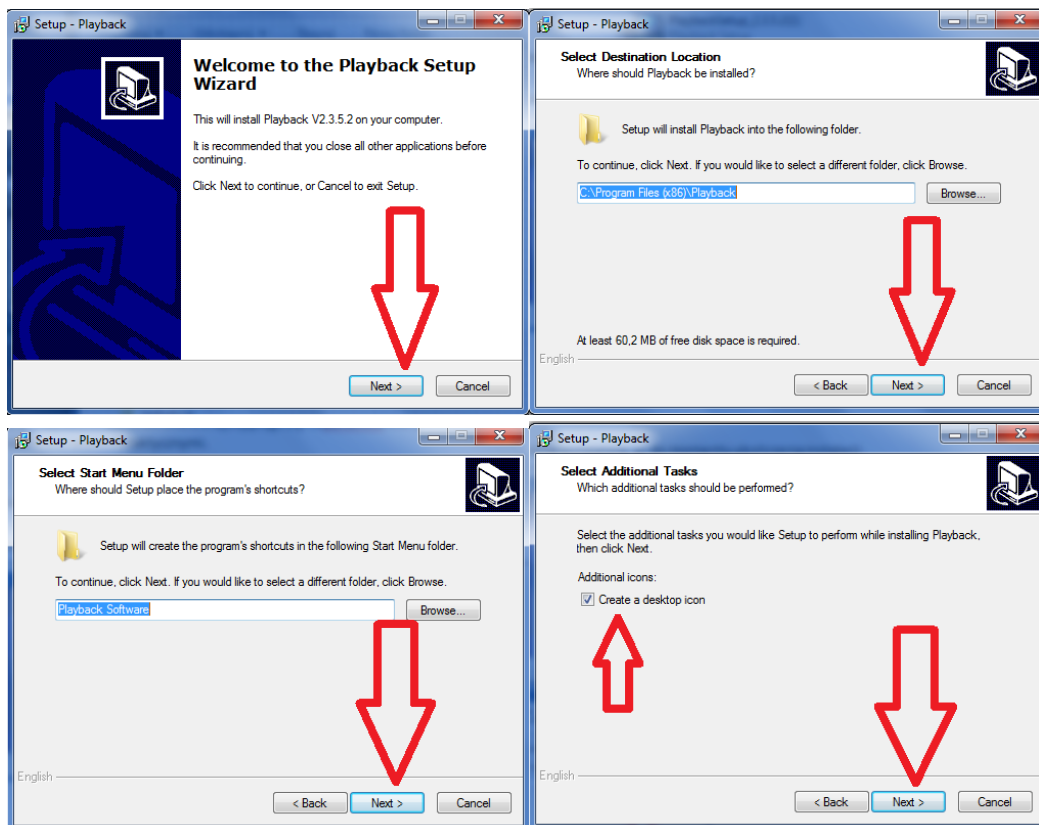 Setup - Playback
Welcome to the Playback Setup
Wizard
This will install Playback V2.3.5.2 on your computer.
It is recommended that you close all other applications before
continuing.
Click Next to continue, or Cancel to exit Setup.
Next >
Cancel
Setup - Playback
Select Destination Location
Where should Playback be installed?
Setup will install Playback into the following folder.
To continue, click Next. If you would like to select a different folder, click Browse.
C:\Program Files (x86)\Playback
Browse...
At least 60,2 MB of free disk space is required.
English
< Back
Next >
Cancel
Setup - Playback
Select Start Menu Folder
Where should Setup place the program's shortcuts?
Setup will create the program's shortcuts in the following Start Menu folder.
To continue, click Next. If you would like to select a different folder, click Browse.
Playback Software
Browse...
English
< Back
Next >
Cancel
Setup - Playback
Select Additional Tasks
Which additional tasks should be performed?
Select the additional tasks you would like Setup to perform while installing Playback,
then click Next.
Additional icons:
Create a desktop icon
English
< Back
Next >
Cancel